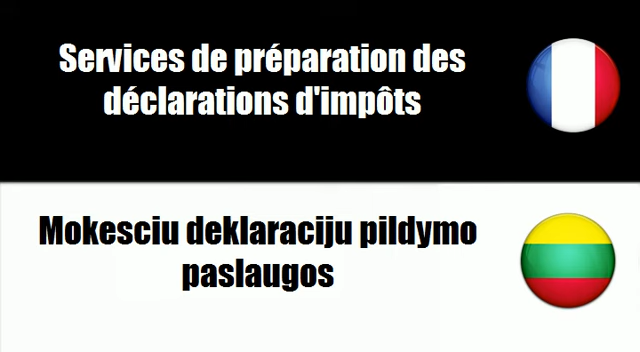 Services de préparation des
déclarations d'impôts
Mokesciu deklaraciju pildymo
paslaugos